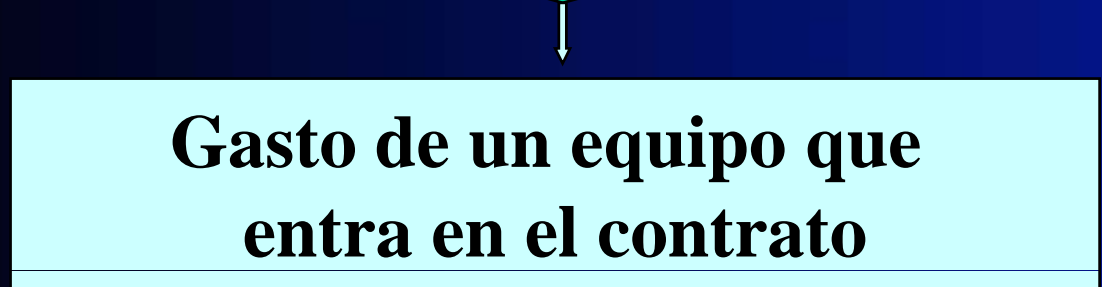 Gasto de un equipo que
entra en el contrato